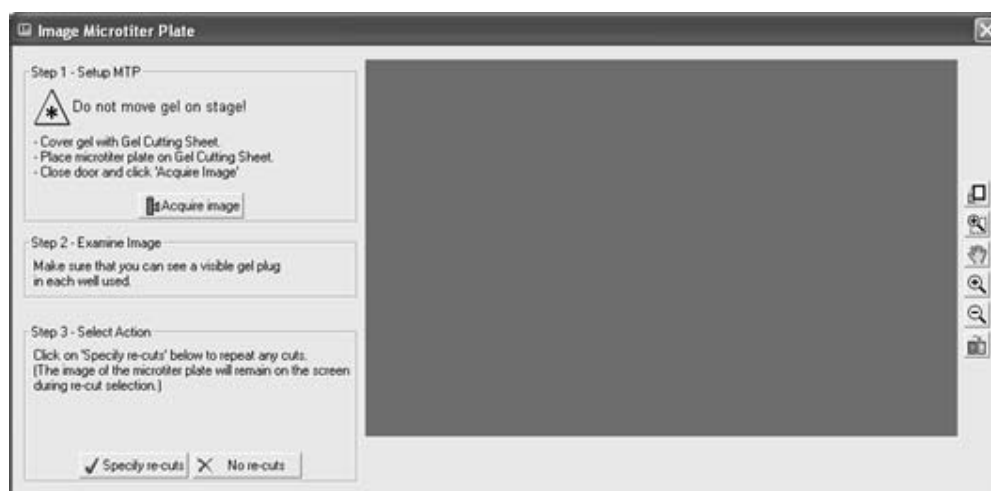 Image Microtiter Plate
Step 1 - Setup MTP
Do not move gel on stage!
- Cover gel with Gel Cutting Sheet.
- Place microtiter plate on Gel Cutting Sheet.
- Close door and click 'Acquire Image'
Acquire image
Step 2 - Examine Image
Make sure that you can see a visible gel plug
in each well used.
Step 3 - Select Action
Click on 'Specify re-cuts' below to repeat any cuts.
(The image of the microtiter plate will remain on the screen
during re-cut selection.)
Specify re-cuts
No re-cuts